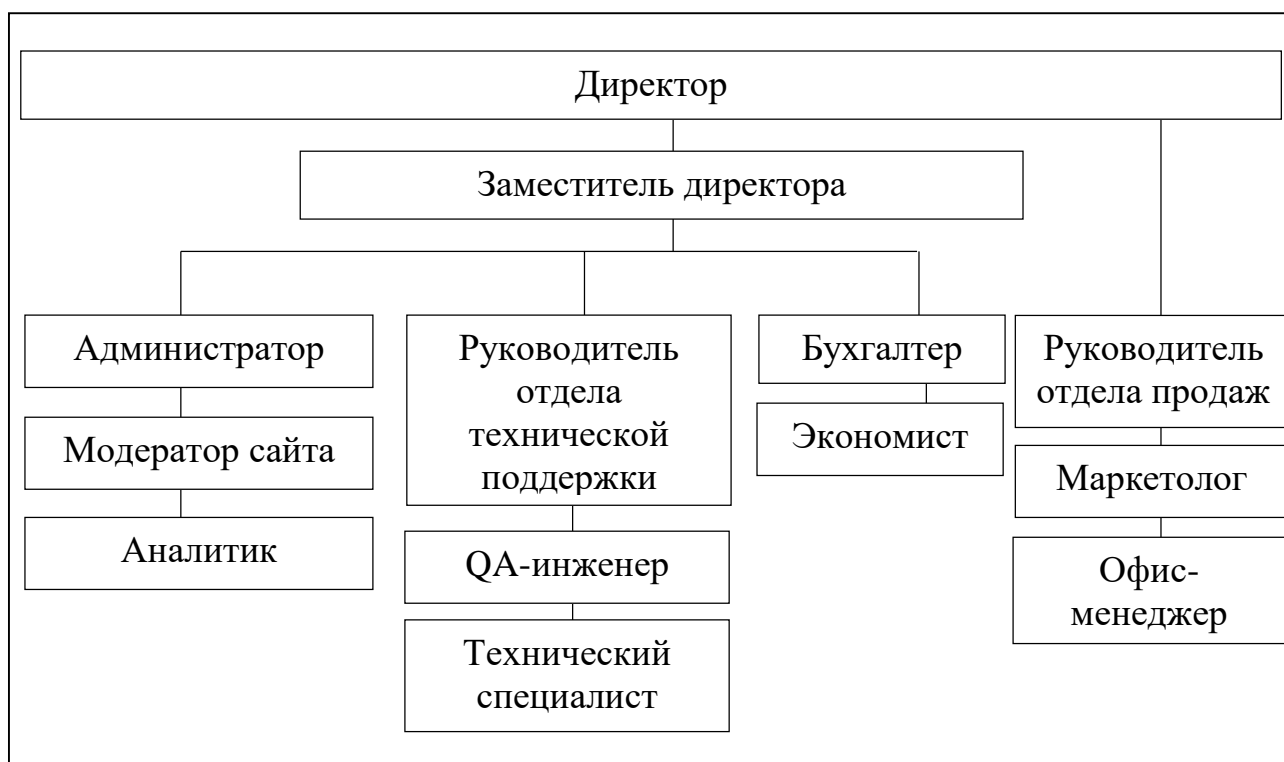 Директор
Заместитель директора
Администратор
Модератор сайта
Аналитик
Руководитель
отдела
технической
поддержки
QA-инженер
Технический
специалист
Бухгалтер
Экономист
Руководитель
отдела продаж
Маркетолог
Офис-
менеджер